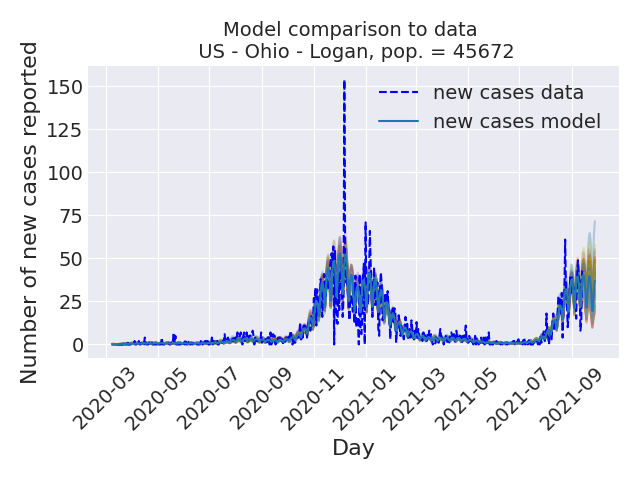 Model comparison to data
US - Ohio - Logan, pop. = 45672
Number of new cases reported
150
125
100
75
50
25
0
new cases data
new cases model
2020-03
2020-05
2020-07
2020-09
2020-11
2021-01
2021-03
2021-05
2021-07
2021-09
Day